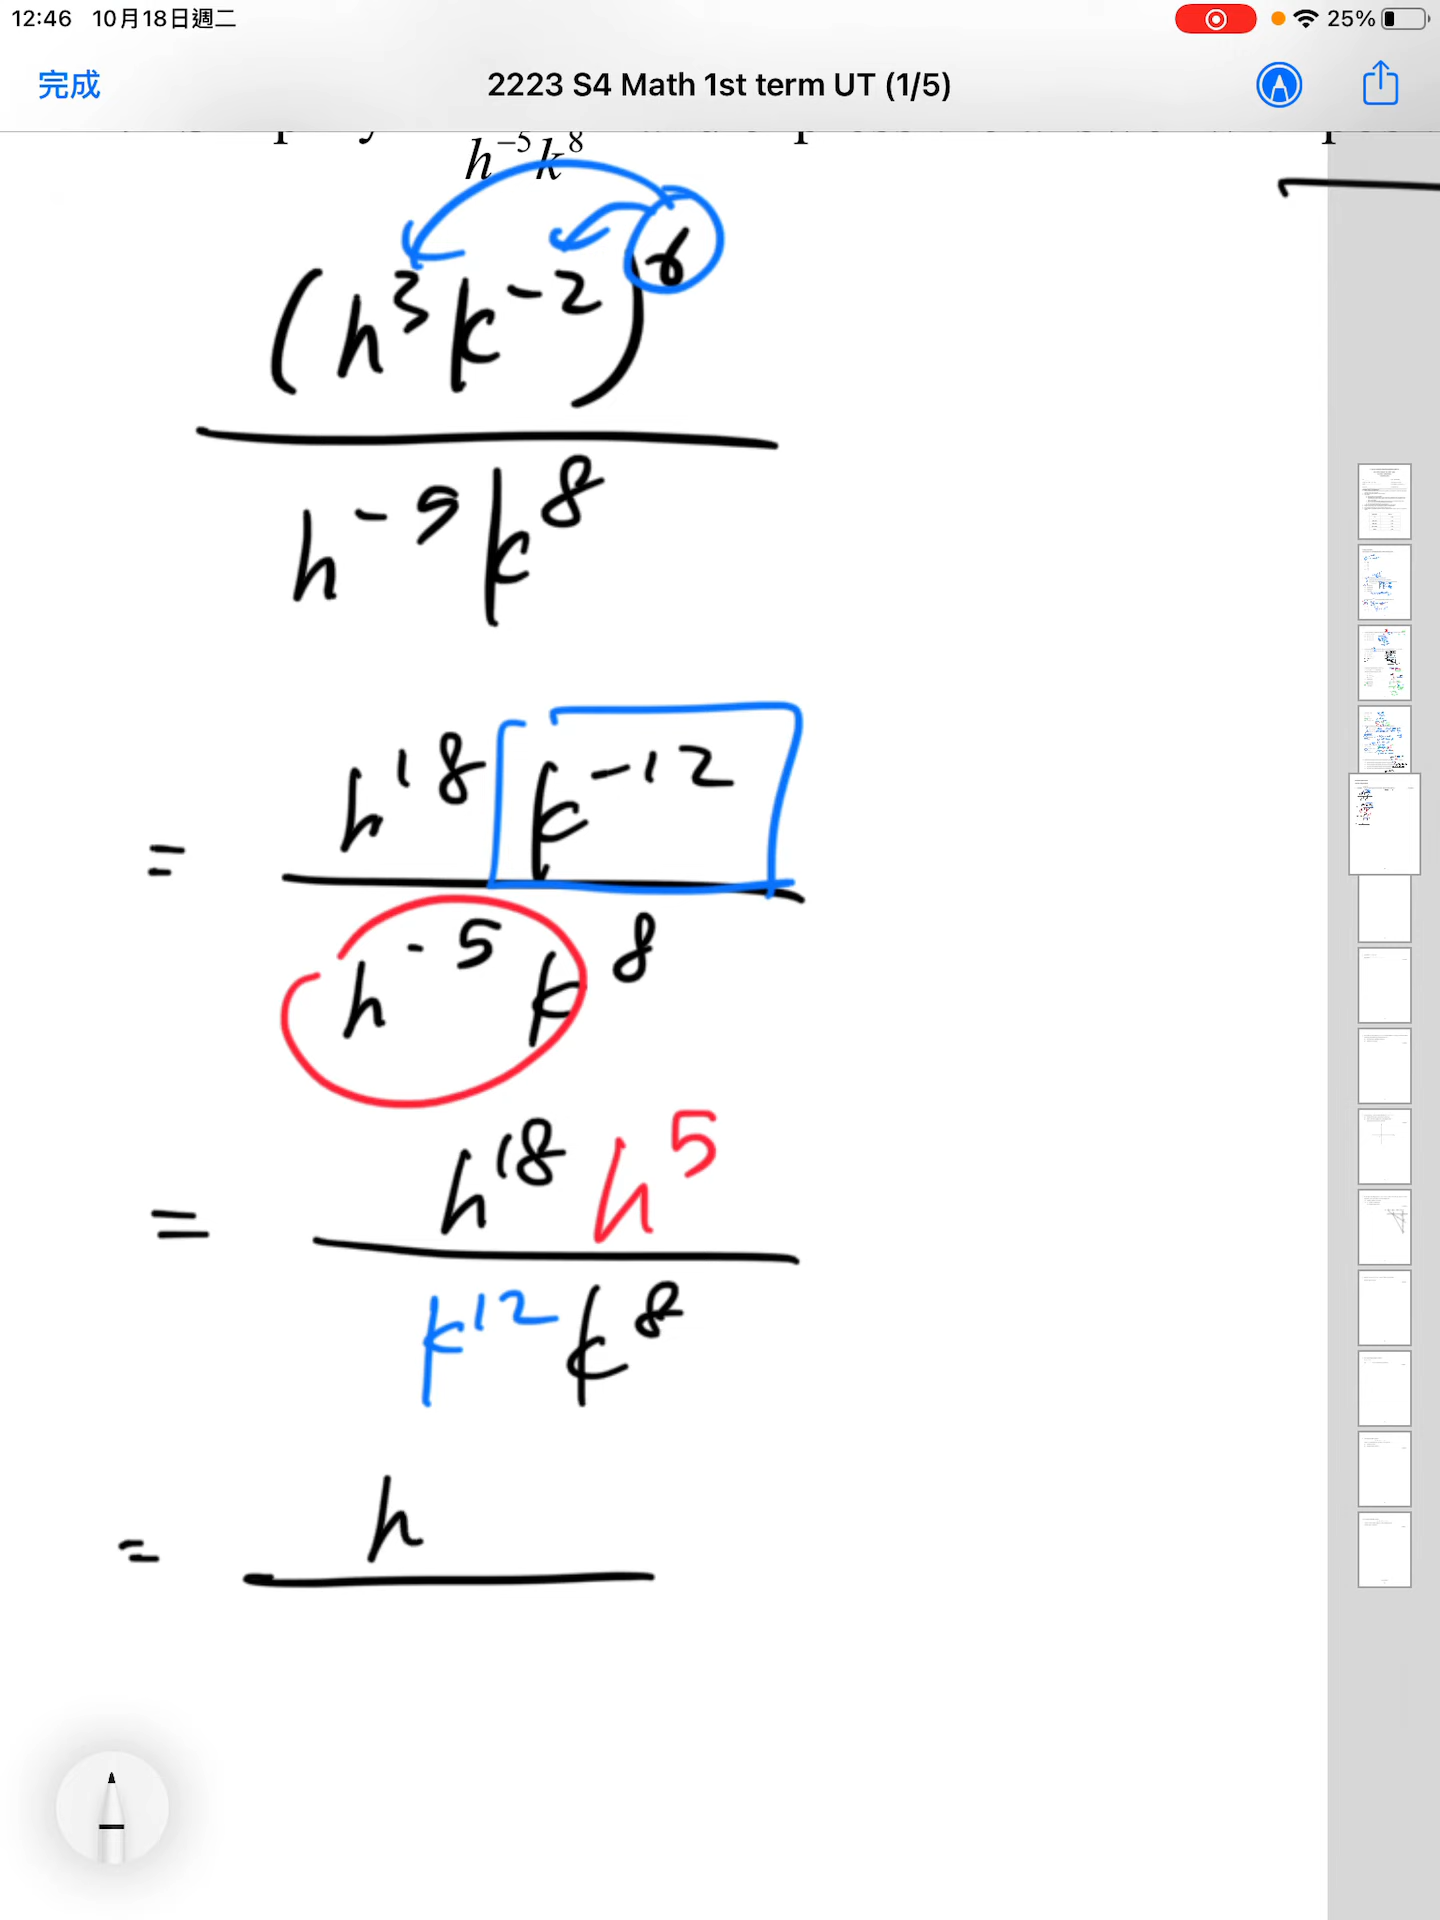 12:46 10月18日週二 25%
完成 2223 S4 Math 1st term UT (1/5)
h⁻⁵k⁸
(h³k⁻²)⁶
h⁻⁵k⁸
= h¹⁸k⁻¹²
h⁻⁵k⁸
= h¹⁸h⁵
k¹²k⁸
= h